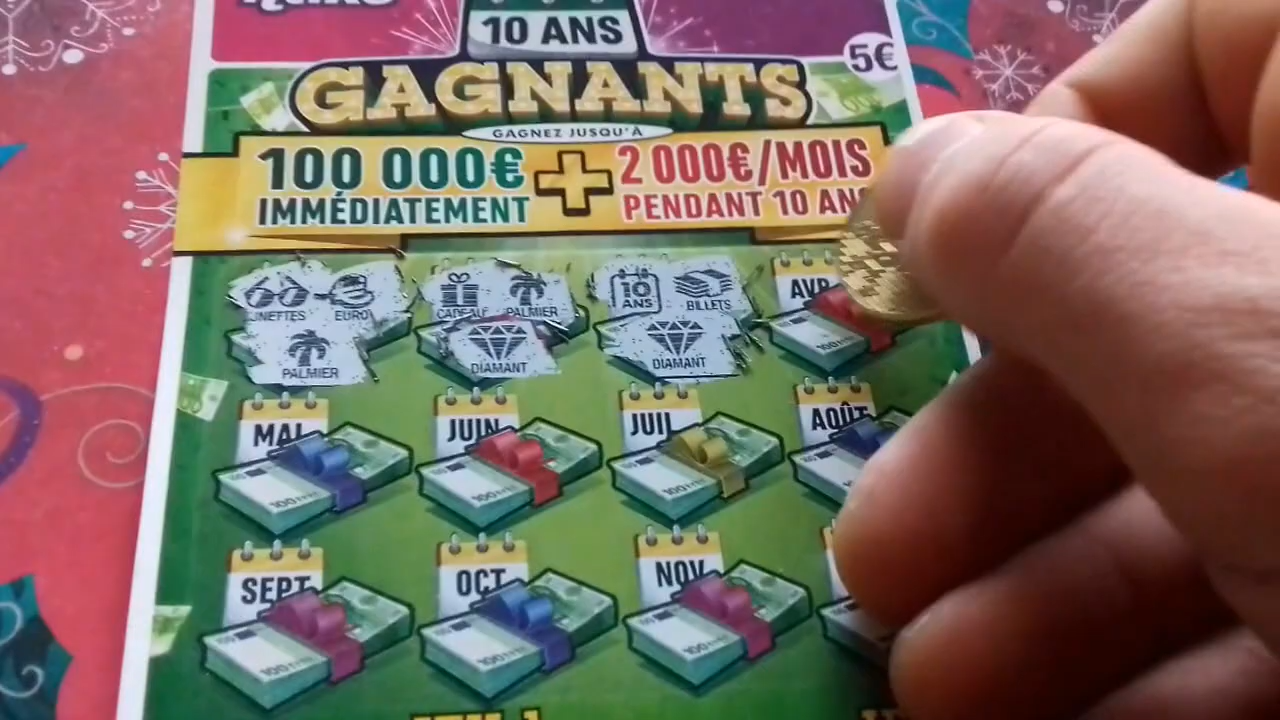 10 ANS
5€
GAGNANTS
GAGNEZ JUSQU'À
100 000€ + 2 000€/MOIS
IMMÉDIATEMENT PENDANT 10 ANS
LUNETTES EURO CADEAU PALMIER 10 ANS BILLETS AVR
PALMIER DIAMANT DIAMANT
MAI JUIN JUIL AOÛT
SEPT OCT NOV